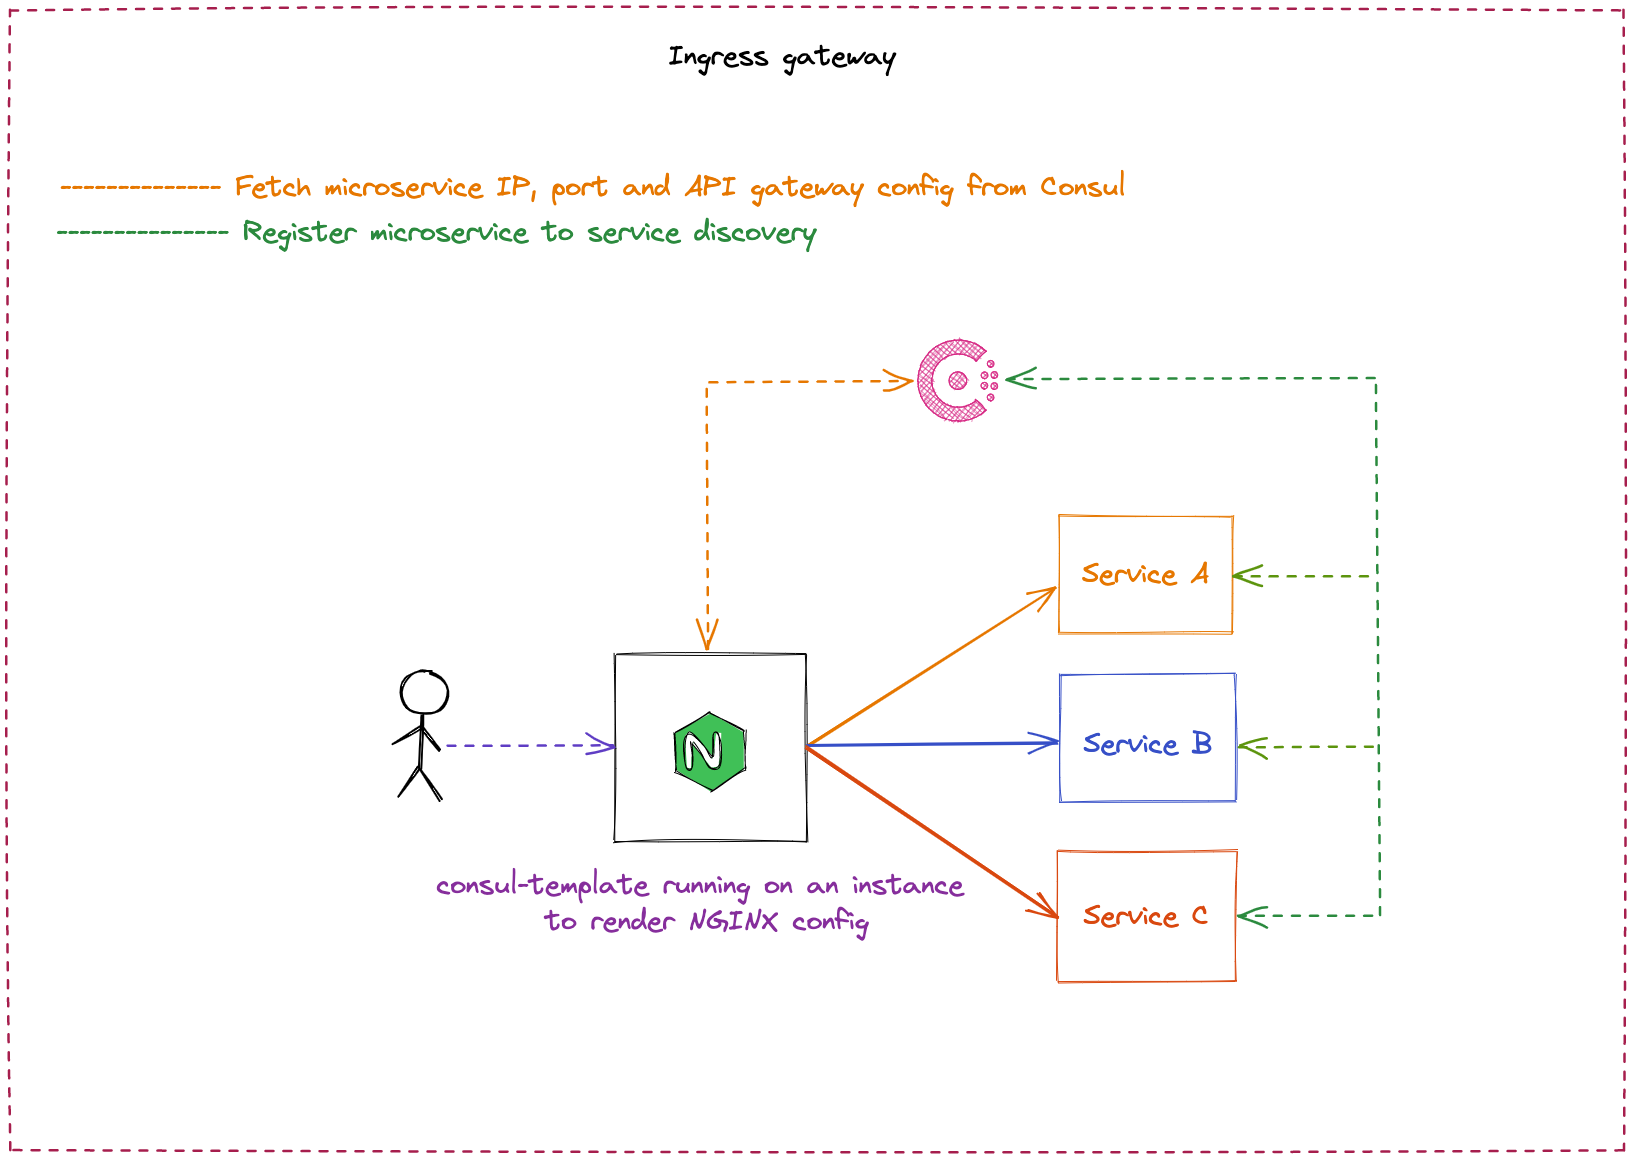 Ingress gateway
Fetch microservice IP, port and API gateway config from Consul
Register microservice to service discovery
Service A
N
Service B
consul-template running on an instance
to render NGINX config
Service C